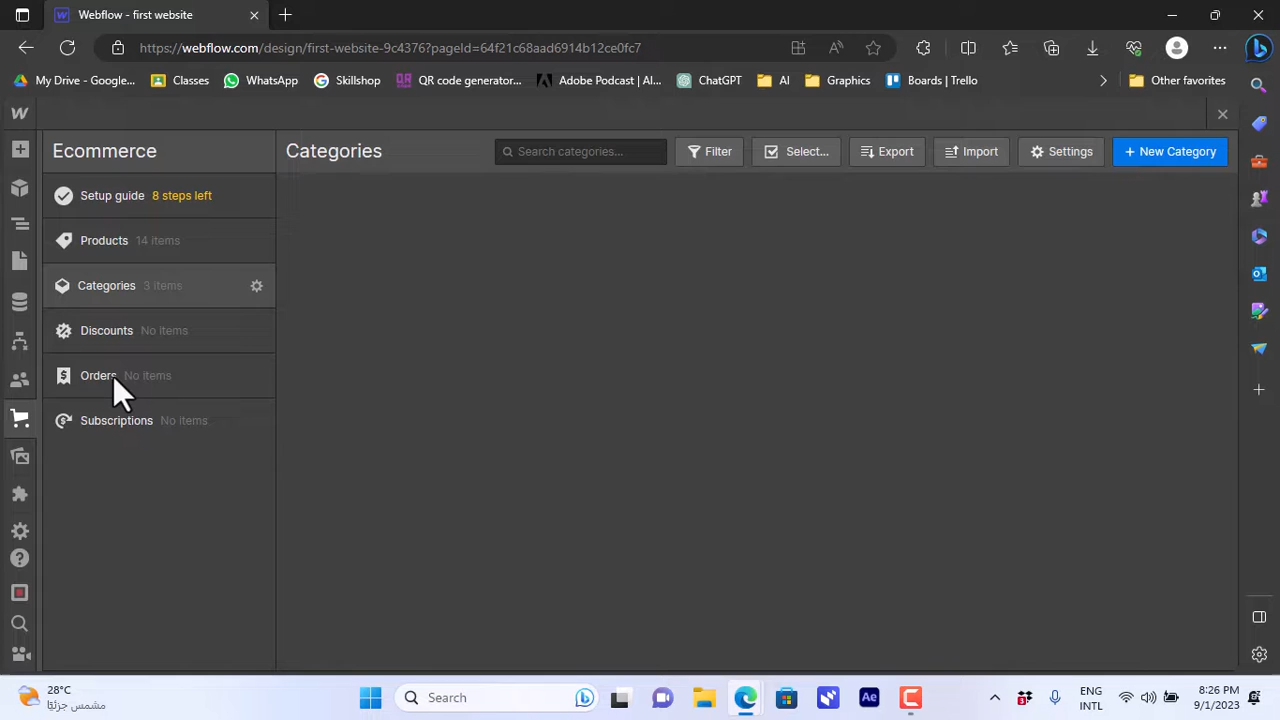 Webflow - first website
https://webflow.com/design/first-website-9c4376?pageId=64f21c68aad6914b12ce0fc7
My Drive - Google...
Classes
WhatsApp
Skillshop
QR code generator...
Adobe Podcast | AI...
ChatGPT
AI
Graphics
Boards | Trello
Other favorites
Ecommerce
Categories
Search categories...
Filter
Select...
Export
Import
Settings
+ New Category
Setup guide 8 steps left
Products 14 items
Categories 3 items
Discounts No items
Orders No items
Subscriptions No items
28°C
مشمس جزئيًا
Search
ENG
INTL
8:26 PM
9/1/2023